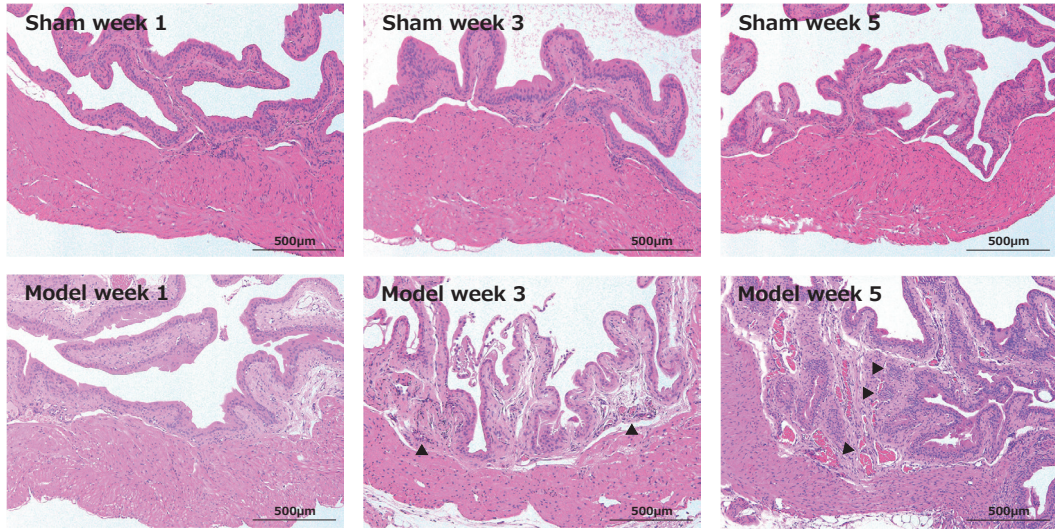 Sham week 1
500µm
Sham week 3
500µm
Sham week 5
500µm
Model week 1
500µm
Model week 3
500µm
Model week 5
500µm